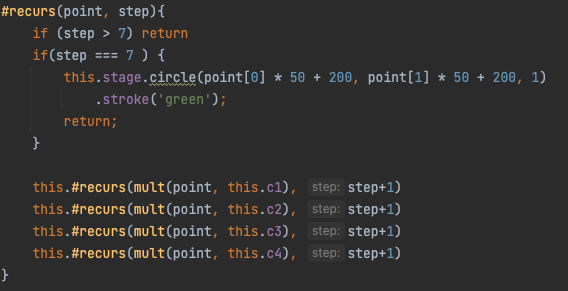 #recurs(point, step){
if (step > 7) return
if(step === 7 ) {
this.stage.circle(point[0] * 50 + 200, point[1] * 50 + 200, 1)
.stroke('green');
return;
}
this.#recurs(mult(point, this.c1), step: step+1)
this.#recurs(mult(point, this.c2), step: step+1)
this.#recurs(mult(point, this.c3), step: step+1)
this.#recurs(mult(point, this.c4), step: step+1)
}